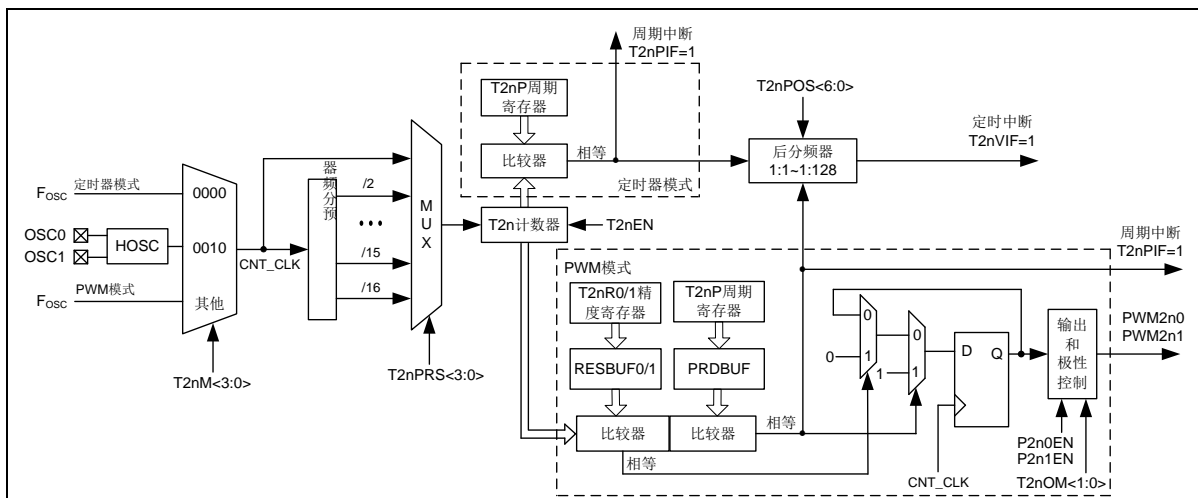 周期中断
T2nPIF=1
T2nP周期
寄存器
比较器
相等
定时器模式
T2nPOS<6:0>
后分频器
1:1~1:128
定时中断
T2nVIF=1
FOSC
定时器模式
0000
OSC0
OSC1
HOSC
0010
FOSC
PWM模式
其他
T2nM<3:0>
CNT_CLK
器频分预
/2
/15
/16
MUX
T2nPRS<3:0>
T2n计数器
T2nEN
周期中断
T2nPIF=1
PWM模式
T2nR0/1精
度寄存器
T2nP周期
寄存器
RESBUF0/1
PRDBUF
比较器
比较器
相等
相等
0
0
1
0
1
1
D
Q
CNT_CLK
输出
和
极性
控制
PWM2n0
PWM2n1
P2n0EN
P2n1EN
T2nOM<1:0>